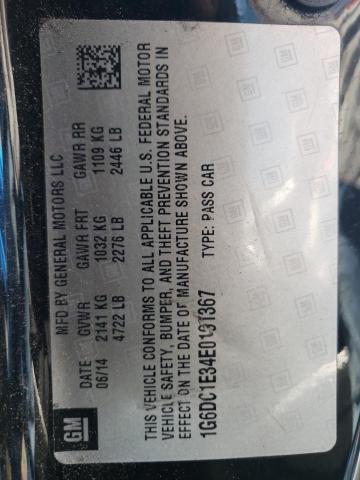 GM
MFD BY GENERAL MOTORS LLC
DATE GVWR GAWR FRT GAWR RR
06/14 2141 KG 1032 KG 1109 KG
4722 LB 2276 LB 2446 LB
THIS VEHICLE CONFORMS TO ALL APPLICABLE U.S. FEDERAL MOTOR
VEHICLE SAFETY, BUMPER, AND THEFT PREVENTION STANDARDS IN
EFFECT ON THE DATE OF MANUFACTURE SHOWN ABOVE.
TYPE: PASS CAR